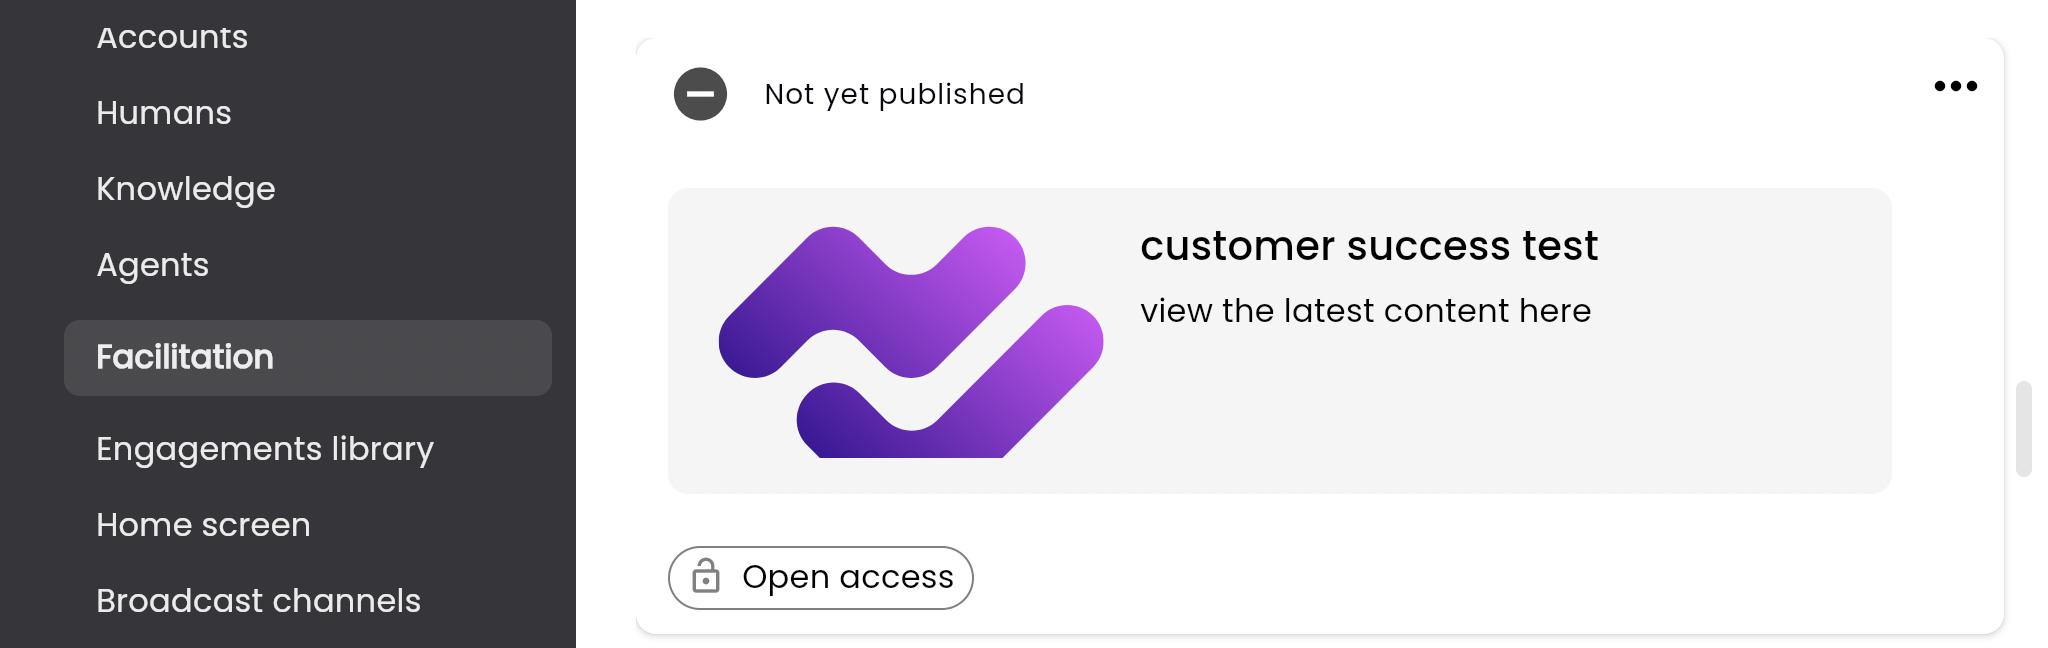 Accounts
Humans
Knowledge
Agents
Facilitation
Engagements library
Home screen
Broadcast channels
Not yet published
customer success test
view the latest content here
Open access